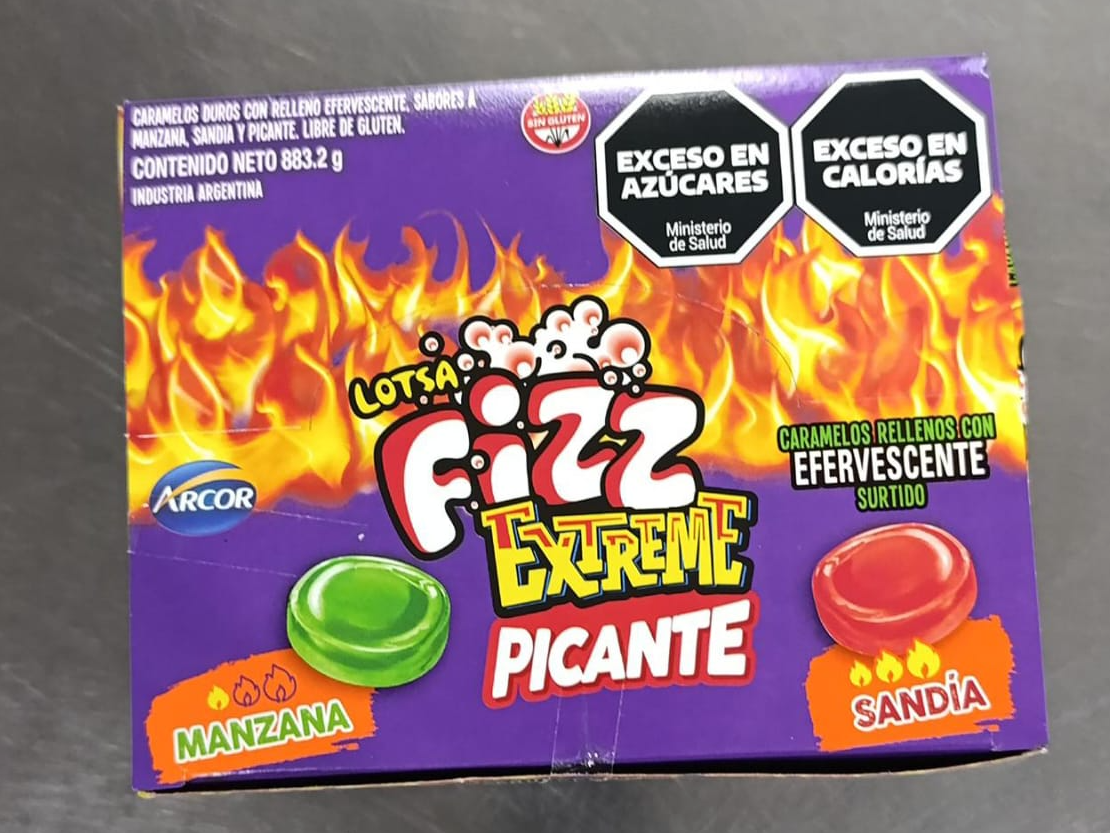 CARAMELOS DUROS CON RELLENO EFERVESCENTE, SABORES A
MANZANA, SANDÍA Y PICANTE. LIBRE DE GLUTEN.
CONTENIDO NETO 883.2 g
INDUSTRIA ARGENTINA
SIN GLUTEN
EXCESO EN
AZÚCARES
Ministerio
de Salud
EXCESO EN
CALORÍAS
Ministerio
de Salud
LOTSA
FiZZ
EXTREME
PICANTE
ARCOR
CARAMELOS RELLENOS CON
EFERVESCENTE
SURTIDO
MANZANA
SANDÍA